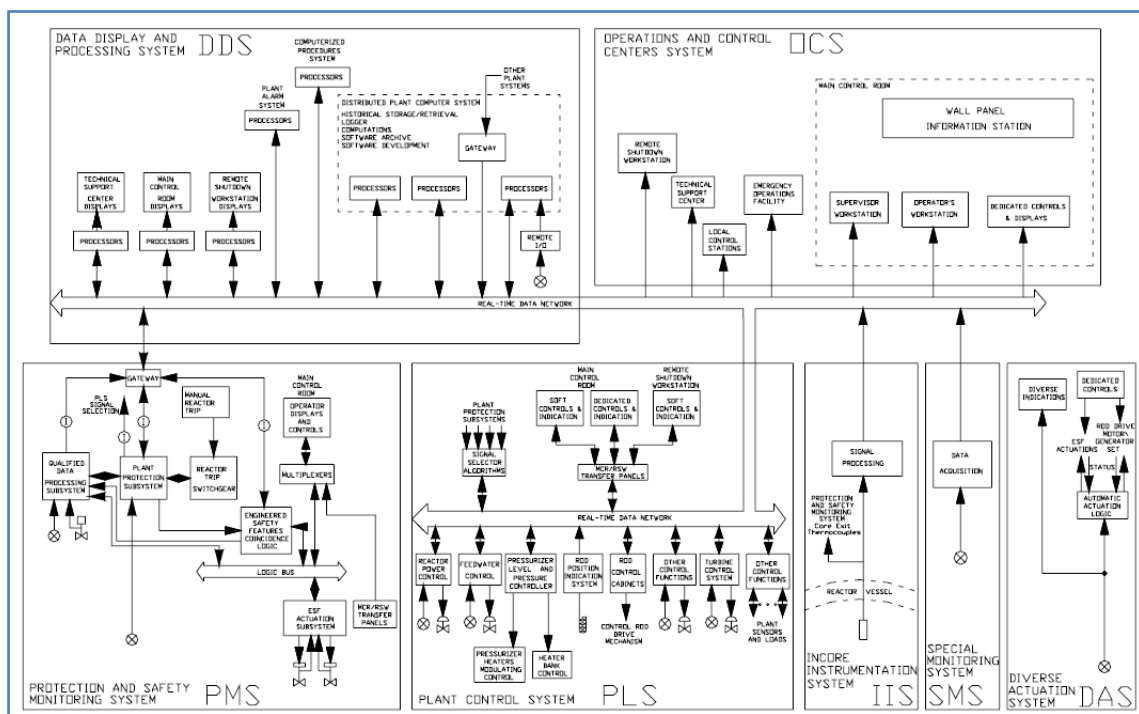 DATA DISPLAY AND
PROCESSING SYSTEM DDS
COMPUTERIZED
PROCEDURES
SYSTEM
PROCESSORS
PLANT
ALARM
SYSTEM
PROCESSORS
OTHER
PLANT
SYSTEMS
DISTRIBUTED PLANT COMPUTER SYSTEM
HISTORICAL STORAGE/RETRIEVAL
LOGGER
COMPUTATIONS
SOFTWARE ARCHIVE
SOFTWARE DEVELOPMENT
GATEWAY
PROCESSORS
PROCESSORS
PROCESSORS
TECHNICAL
SUPPORT
CENTER
DISPLAYS
MAIN
CONTROL
ROOM
DISPLAYS
REMOTE
SHUTDOWN
WORKSTATION
DISPLAYS
PROCESSORS
PROCESSORS
PROCESSORS
REMOTE
I/O
OPERATIONS AND CONTROL
CENTERS SYSTEM OCS
MAIN CONTROL ROOM
WALL PANEL
INFORMATION STATION
REMOTE
SHUTDOWN
WORKSTATION
TECHNICAL
SUPPORT
CENTER
LOCAL
CONTROL
STATIONS
EMERGENCY
OPERATIONS
FACILITY
SUPERVISOR
WORKSTATION
OPERATOR'S
WORKSTATION
DEDICATED CONTROLS
& DISPLAYS
REAL-TIME DATA NETWORK
GATEWAY
PLS
SIGNAL
SELECTION
MANUAL
REACTOR
TRIP
MAIN
CONTROL
ROOM
OPERATOR
DISPLAYS AND
CONTROLS
QUALIFIED
DATA
PROCESSING
SUBSYSTEM
PLANT
PROTECTION
SUBSYSTEM
REACTOR
TRIP
SWITCHGEAR
MULTIPLEXERS
ENGINEERED
SAFETY
FEATURES
COINCIDENCE
LOGIC
LOGIC BUS
ESF
ACTUATION
SUBSYSTEM
MCR/RSW
TRANSFER
PANELS
PROTECTION AND SAFETY
MONITORING SYSTEM PMS
PLANT
PROTECTION
SUBSYSTEMS
MAIN
CONTROL ROOM
REMOTE SHUTDOWN
WORKSTATION
SOFT
CONTROLS &
INDICATION
DEDICATED
CONTROLS &
INDICATION
SOFT
CONTROLS &
INDICATION
SIGNAL
SELECTOR
ALGORITHMS
MCR/RSW
TRANSFER PANELS
REAL-TIME DATA NETWORK
REACTOR
POWER
CONTROL
FEEDWATER
CONTROL
PRESSURIZER
LEVEL AND
PRESSURE
CONTROLLER
ROD
POSITION
INDICATION
SYSTEM
ROD
CONTROL
CABINETS
OTHER
CONTROL
FUNCTIONS
TURBINE
CONTROL
SYSTEM
OTHER
CONTROL
FUNCTIONS
CONTROL ROD
DRIVE
MECHANISM
PLANT
SENSORS
AND LOADS
PRESSURIZER
HEATERS
MODULATING
CONTROL
HEATER
BANK
CONTROL
PLANT CONTROL SYSTEM PLS
SIGNAL
PROCESSING
PROTECTION
AND SAFETY
MONITORING
SYSTEM
Core Exit
Thermocouples
REACTOR VESSEL
INCORE
INSTRUMENTATION
SYSTEM IIS
DATA
ACQUISITION
SPECIAL
MONITORING
SYSTEM
SMS
DIVERSE
INDICATIONS
DEDICATED
CONTROLS
ESF
ACTUATIONS
ROD DRIVE
MOTOR/
GENERATOR
SET
STATUS
AUTOMATIC
ACTUATION
LOGIC
DIVERSE
ACTUATION
SYSTEM DAS